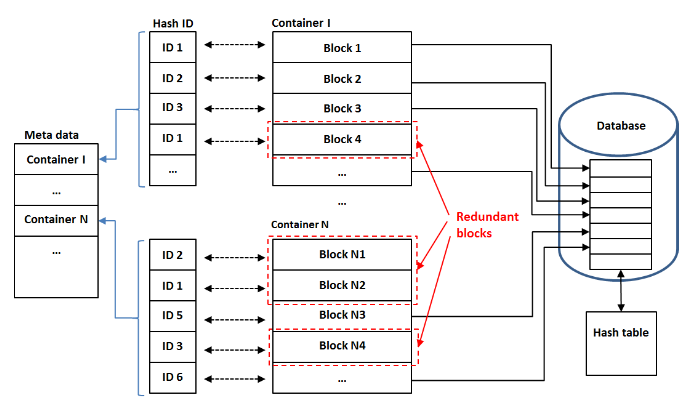 Hash ID
Container I
ID 1
Block 1
ID 2
Block 2
ID 3
Block 3
ID 1
Block 4
...
...
...
Meta data
Container I
...
Container N
...
Database
Redundant
blocks
Container N
ID 2
Block N1
ID 1
Block N2
ID 5
Block N3
ID 3
Block N4
ID 6
...
Hash table